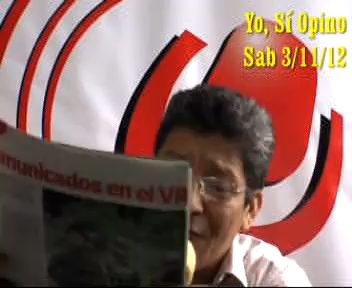 Yo, Sí Opino
Sab 3/11/12
municados en el VR